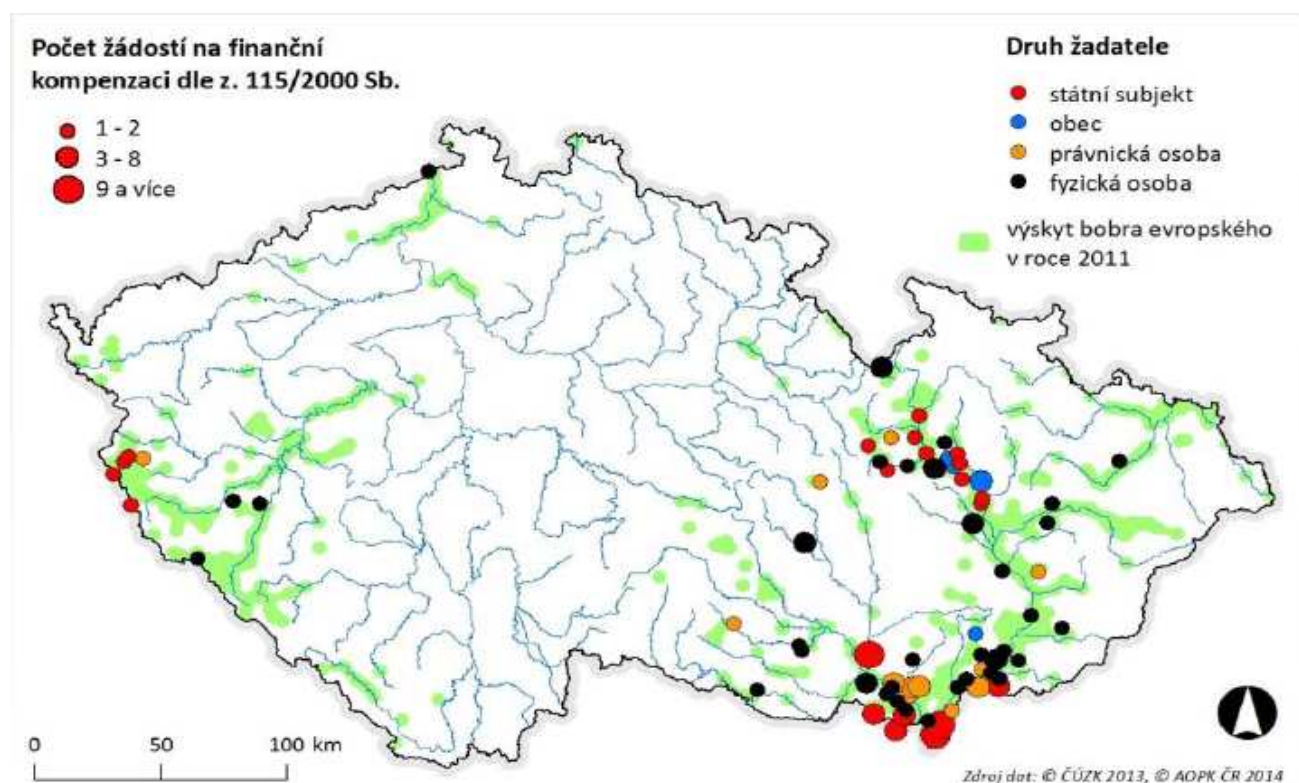 Počet žádostí na finanční
kompenzaci dle z. 115/2000 Sb.
1 - 2
3 - 8
9 a více
Druh žadatele
státní subjekt
obec
právnická osoba
fyzická osoba
výskyt bobra evropského
v roce 2011
0 50 100 km
Zdroj dat: © ČÚZK 2013, © AOPK ČR 2014